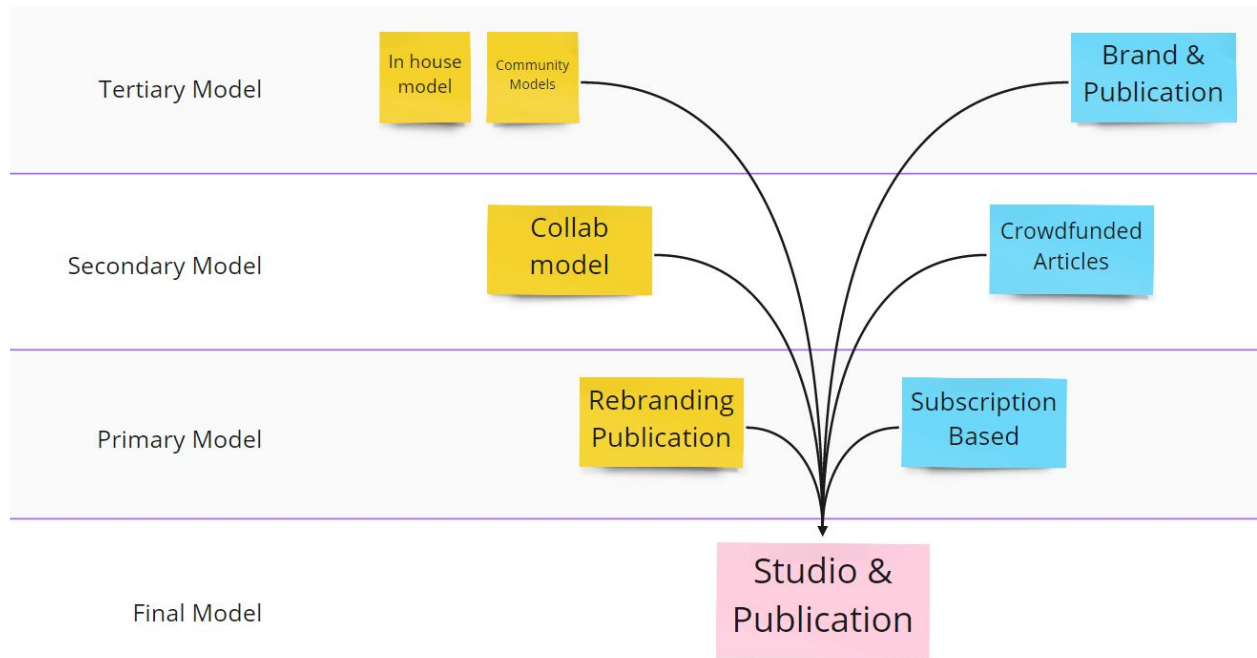 Tertiary Model
In house
model
Community
Models
Brand &
Publication
Secondary Model
Collab
model
Crowdfunded
Articles
Primary Model
Rebranding
Publication
Subscription
Based
Final Model
Studio &
Publication